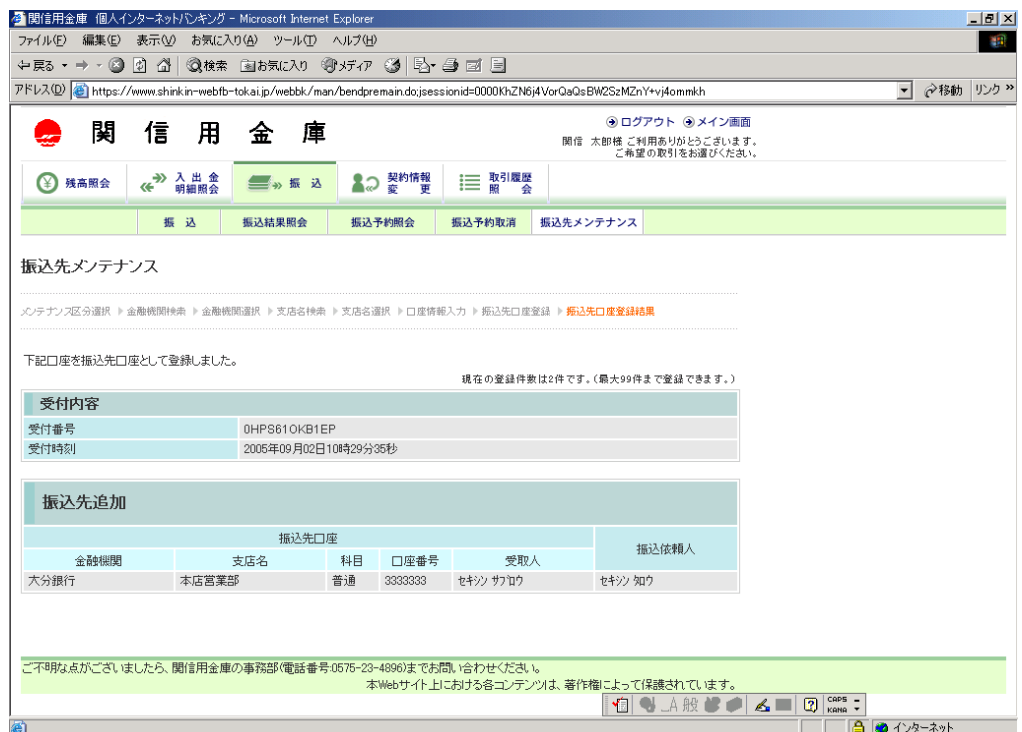 関信用金庫 個人インターネットバンキング - Microsoft Internet Explorer
ファイル(F) 編集(E) 表示(V) お気に入り(A) ツール(T) ヘルプ(H)
戻る 検索 お気に入り メディア
アドレス(D) https://www.shinkin-webfb-tokai.jp/webbk/man/bendpremain.do;jsessionid=0000KhZN6j4VorQaQsBW2SzMZnY+vj4ommkh 移動 リンク »
関 信 用 金 庫
ログアウト メイン画面
関信 太郎様 ご利用ありがとうございます。
ご希望の取引をお選びください。
残高照会 入出金明細照会 振 込 契約情報変更 取引履歴照会
振 込 振込結果照会 振込予約照会 振込予約取消 振込先メンテナンス
振込先メンテナンス
メンテナンス区分選択 金融機関検索 金融機関選択 支店名検索 支店名選択 口座情報入力 振込先口座登録 振込先口座登録結果
下記口座を振込先口座として登録しました。
現在の登録件数は2件です。(最大99件まで登録できます。)
受付内容
受付番号 0HPS61OKB1EP
受付時刻 2005年09月02日10時29分35秒
振込先追加
振込先口座 振込依頼人
金融機関 支店名 科目 口座番号 受取人
大分銀行 本店営業部 普通 3333333 セキシン サブロウ セキシン タロウ
ご不明な点がございましたら、関信用金庫の事務部(電話番号:0575-23-4896)までお問い合わせください。
本Webサイト上における各コンテンツは、著作権によって保護されています。
_A 般 CAPS KANA
インターネット